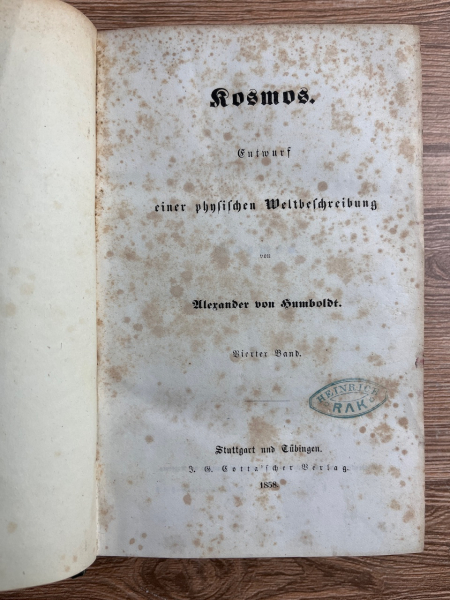 Kosmos.
Entwurf
einer physischen Weltbeschreibung
von
Alexander von Humboldt.
Vierter Band.
HEINRICH
RAK
Stuttgart und Tübingen.
J. G. Cotta'scher Verlag.
1858.